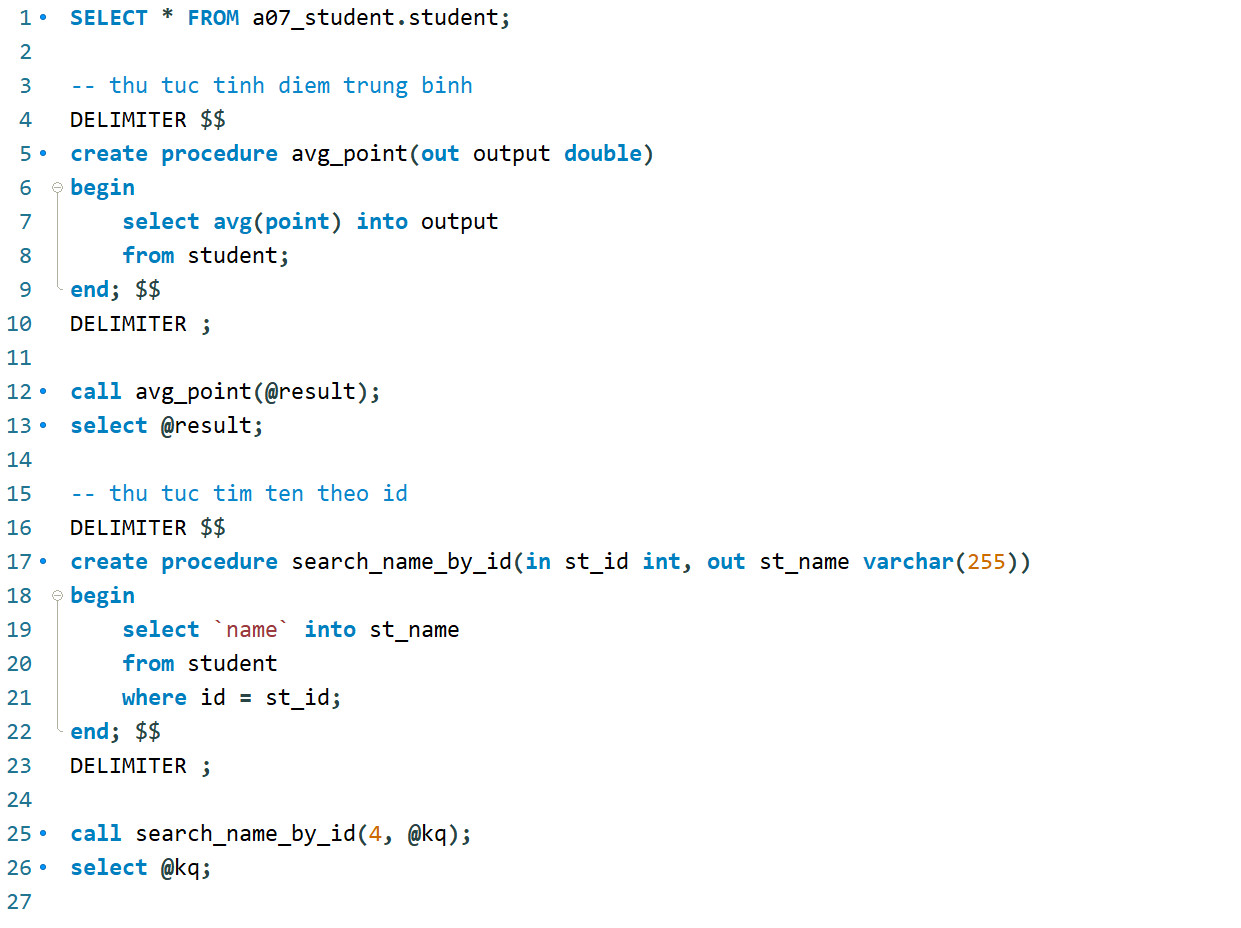 1 SELECT * FROM a07_student.student;
2
3 -- thu tuc tinh diem trung binh
4 DELIMITER $$
5 create procedure avg_point(out output double)
6 begin
7 select avg(point) into output
8 from student;
9 end; $$
10 DELIMITER ;
11
12 call avg_point(@result);
13 select @result;
14
15 -- thu tuc tim ten theo id
16 DELIMITER $$
17 create procedure search_name_by_id(in st_id int, out st_name varchar(255))
18 begin
19 select `name` into st_name
20 from student
21 where id = st_id;
22 end; $$
23 DELIMITER ;
24
25 call search_name_by_id(4, @kq);
26 select @kq;
27